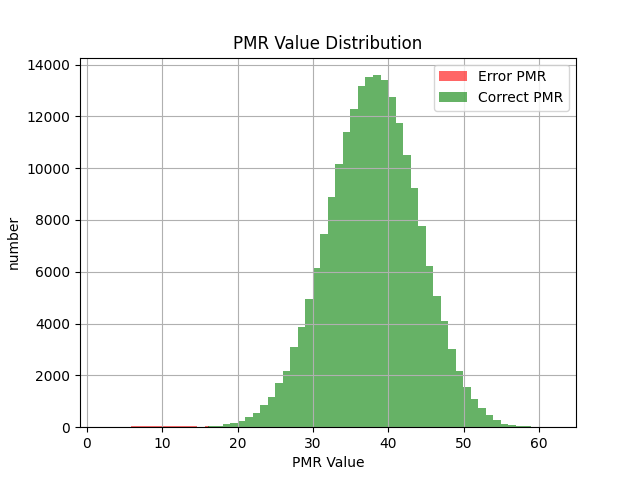 PMR Value Distribution
Error PMR
Correct PMR
14000
12000
10000
8000
6000
4000
2000
0
number
0 10 20 30 40 50 60
PMR Value